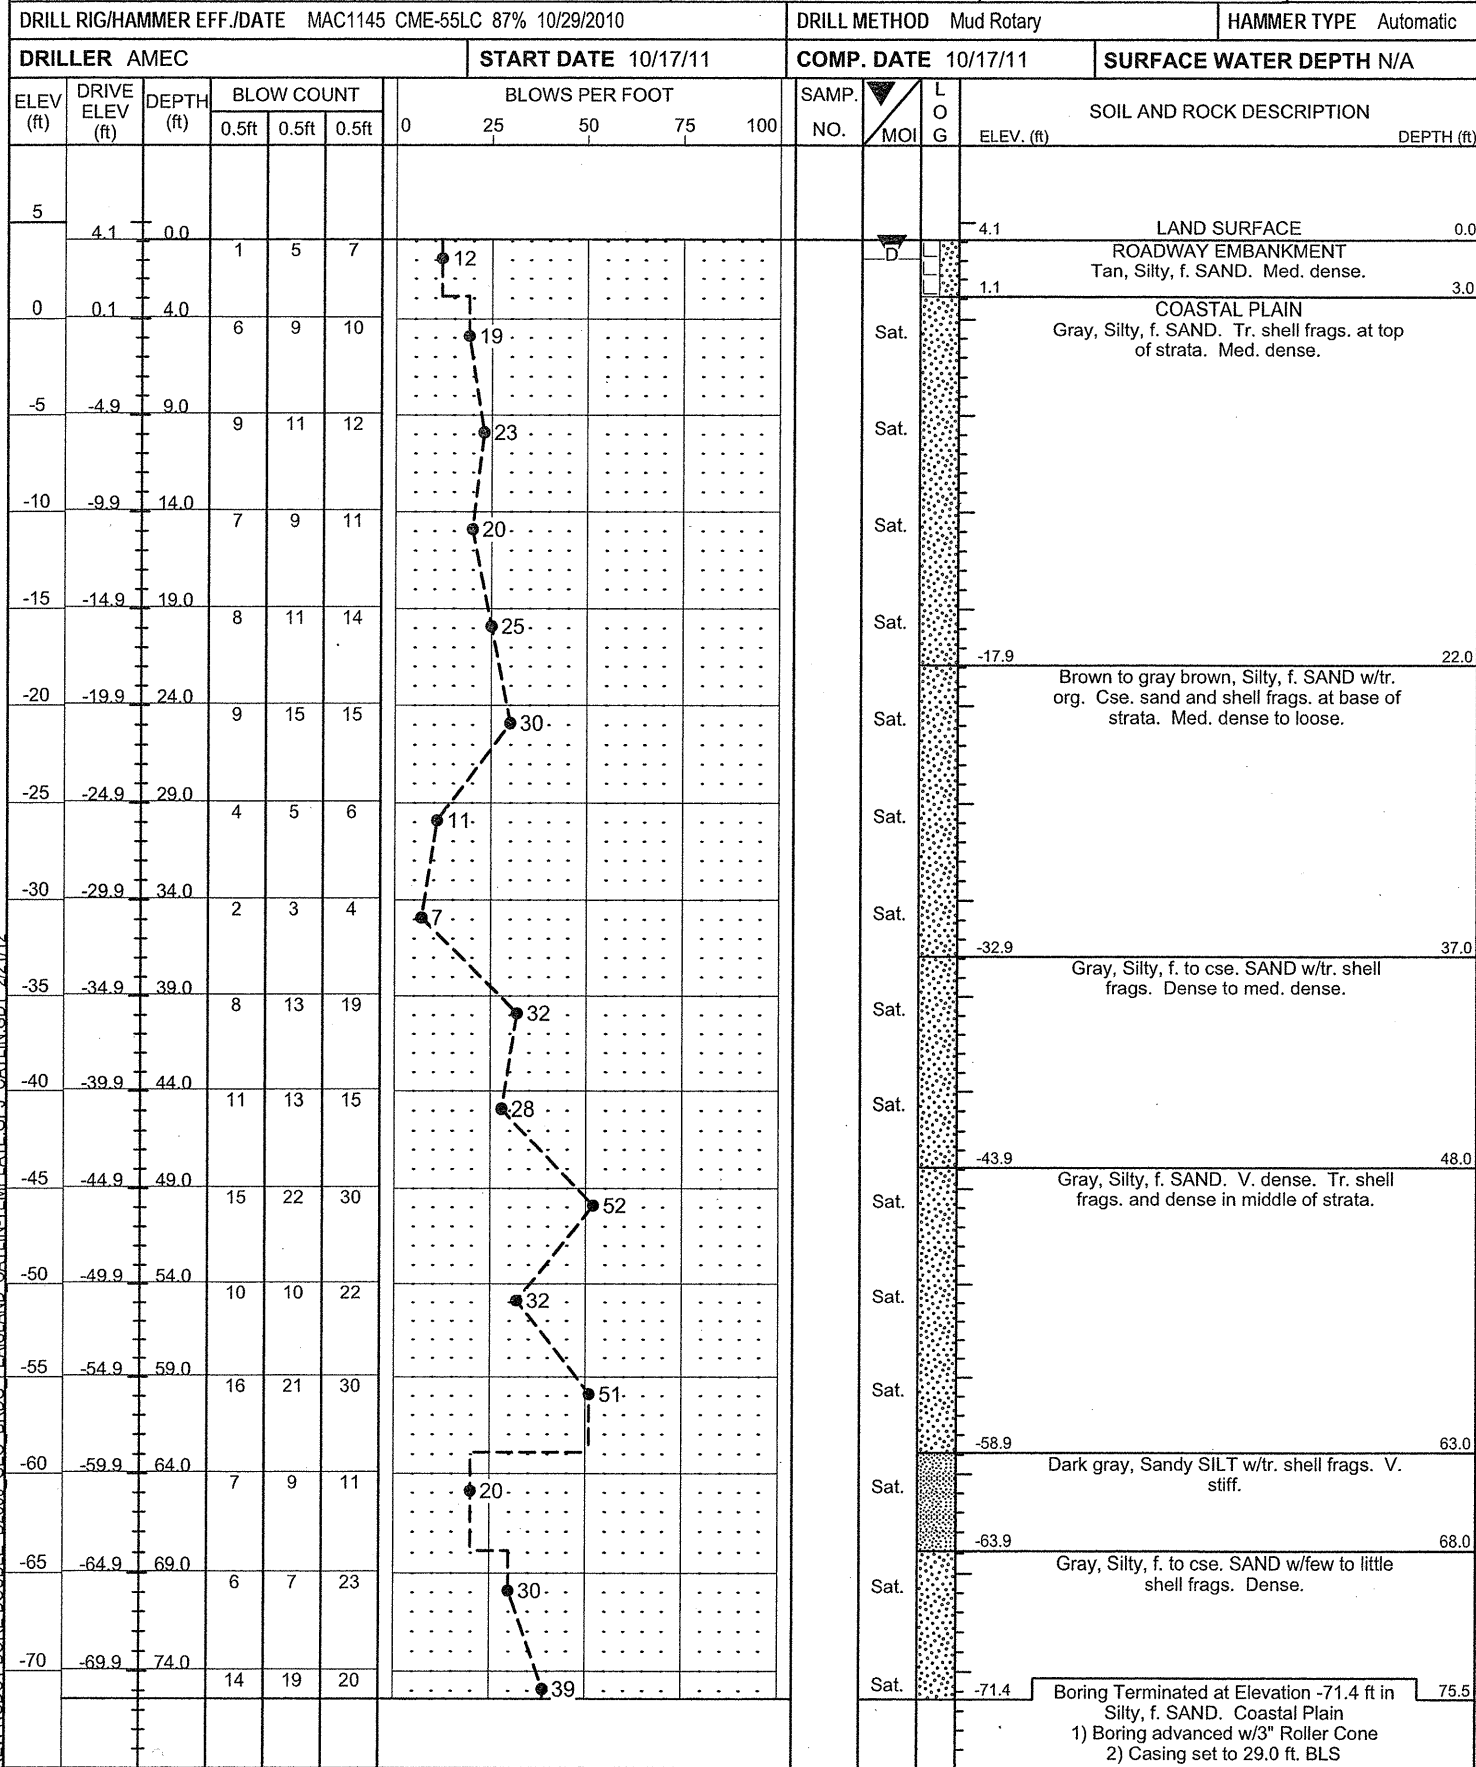 DRILL RIG/HAMMER EFF./DATE MAC1145 CME-55LC 87% 10/29/2010 DRILL METHOD Mud Rotary HAMMER TYPE Automatic
DRILLER AMEC START DATE 10/17/11 COMP. DATE 10/17/11 SURFACE WATER DEPTH N/A
ELEV (ft) DRIVE ELEV (ft) DEPTH (ft) BLOW COUNT BLOWS PER FOOT SAMP. NO. MOI LOG SOIL AND ROCK DESCRIPTION
0.5ft 0.5ft 0.5ft 0 25 50 75 100 ELEV. (ft) DEPTH (ft)
5
4.1 LAND SURFACE 0.0
4.1 0.0 1 5 7 12 D ROADWAY EMBANKMENT
Tan, Silty, f. SAND. Med. dense.
1.1 3.0
COASTAL PLAIN
0 0.1 4.0 6 9 10 19 Sat. Gray, Silty, f. SAND. Tr. shell frags. at top
of strata. Med. dense.
-5 -4.9 9.0 9 11 12 23 Sat.
-10 -9.9 14.0 7 9 11 20 Sat.
-15 -14.9 19.0 8 11 14 25 Sat.
-17.9 22.0
Brown to gray brown, Silty, f. SAND w/tr.
org. Cse. sand and shell frags. at base of
strata. Med. dense to loose.
-20 -19.9 24.0 9 15 15 30 Sat.
-25 -24.9 29.0 4 5 6 11 Sat.
-30 -29.9 34.0 2 3 4 7 Sat.
-32.9 37.0
Gray, Silty, f. to cse. SAND w/tr. shell
frags. Dense to med. dense.
-35 -34.9 39.0 8 13 19 32 Sat.
-40 -39.9 44.0 11 13 15 28 Sat.
-43.9 48.0
Gray, Silty, f. SAND. V. dense. Tr. shell
frags. and dense in middle of strata.
-45 -44.9 49.0 15 22 30 52 Sat.
-50 -49.9 54.0 10 10 22 32 Sat.
-55 -54.9 59.0 16 21 30 51 Sat.
-58.9 63.0
Dark gray, Sandy SILT w/tr. shell frags. V.
stiff.
-60 -59.9 64.0 7 9 11 20 Sat.
-63.9 68.0
Gray, Silty, f. to cse. SAND w/few to little
shell frags. Dense.
-65 -64.9 69.0 6 7 23 30 Sat.
-70 -69.9 74.0 14 19 20 39 Sat.
-71.4 Boring Terminated at Elevation -71.4 ft in 75.5
Silty, f. SAND. Coastal Plain
1) Boring advanced w/3" Roller Cone
2) Casing set to 29.0 ft. BLS